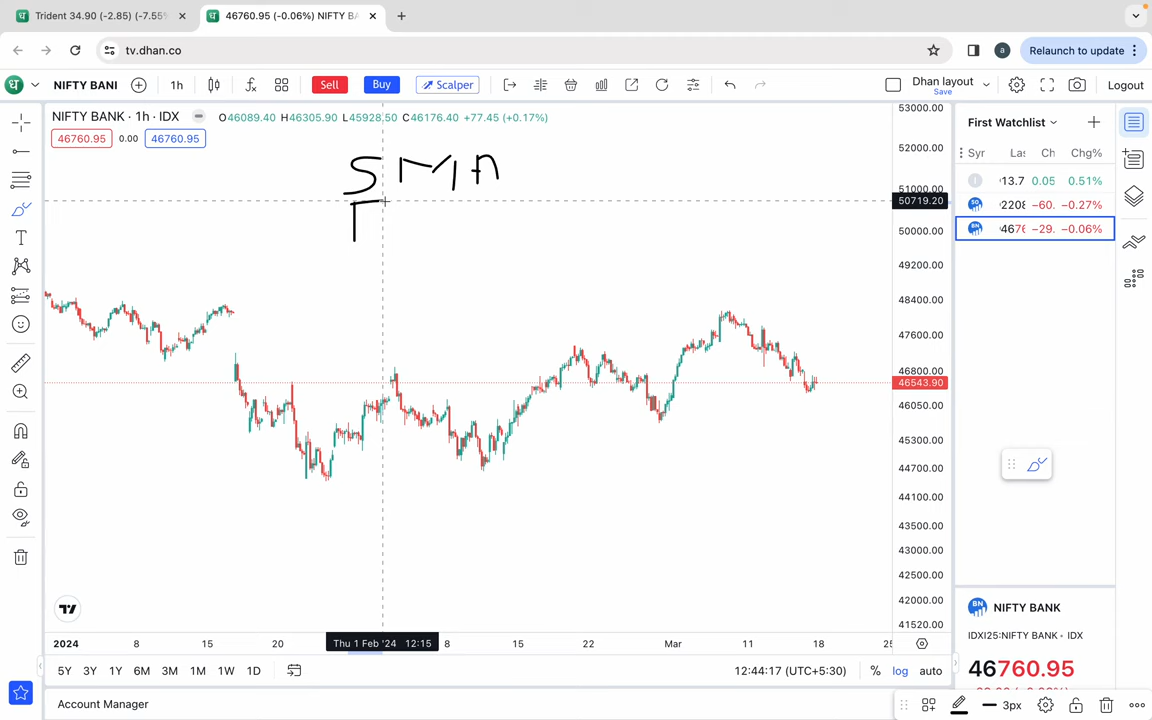 Trident 34.90 (-2.85) (-7.55%
46760.95 (-0.06%) NIFTY BA
tv.dhan.co
a
Relaunch to update
NIFTY BANI
1h
Sell
Buy
Scalper
Dhan layout
Save
Logout
NIFTY BANK · 1h · IDX
O46089.40 H46305.90 L45928.50 C46176.40 +77.45 (+0.17%)
46760.95
0.00
46760.95
SMA
53000.00
52000.00
51000.00
50719.20
50000.00
49200.00
48400.00
47600.00
46800.00
46543.90
46050.00
45300.00
44700.00
44100.00
43500.00
43000.00
42500.00
42000.00
41520.00
First Watchlist
Syr Las Ch Chg%
13.7 0.05 0.51%
2208 −60. −0.27%
4676 −29. −0.06%
2024 8 15 20 Thu 1 Feb '24 12:15 8 15 22 Mar 11 18 25
5Y 3Y 1Y 6M 3M 1M 1W 1D
12:44:17 (UTC+5:30)
% log auto
BN
NIFTY BANK
IDXI25:NIFTY BANK • IDX
46760.95
Account Manager
3px